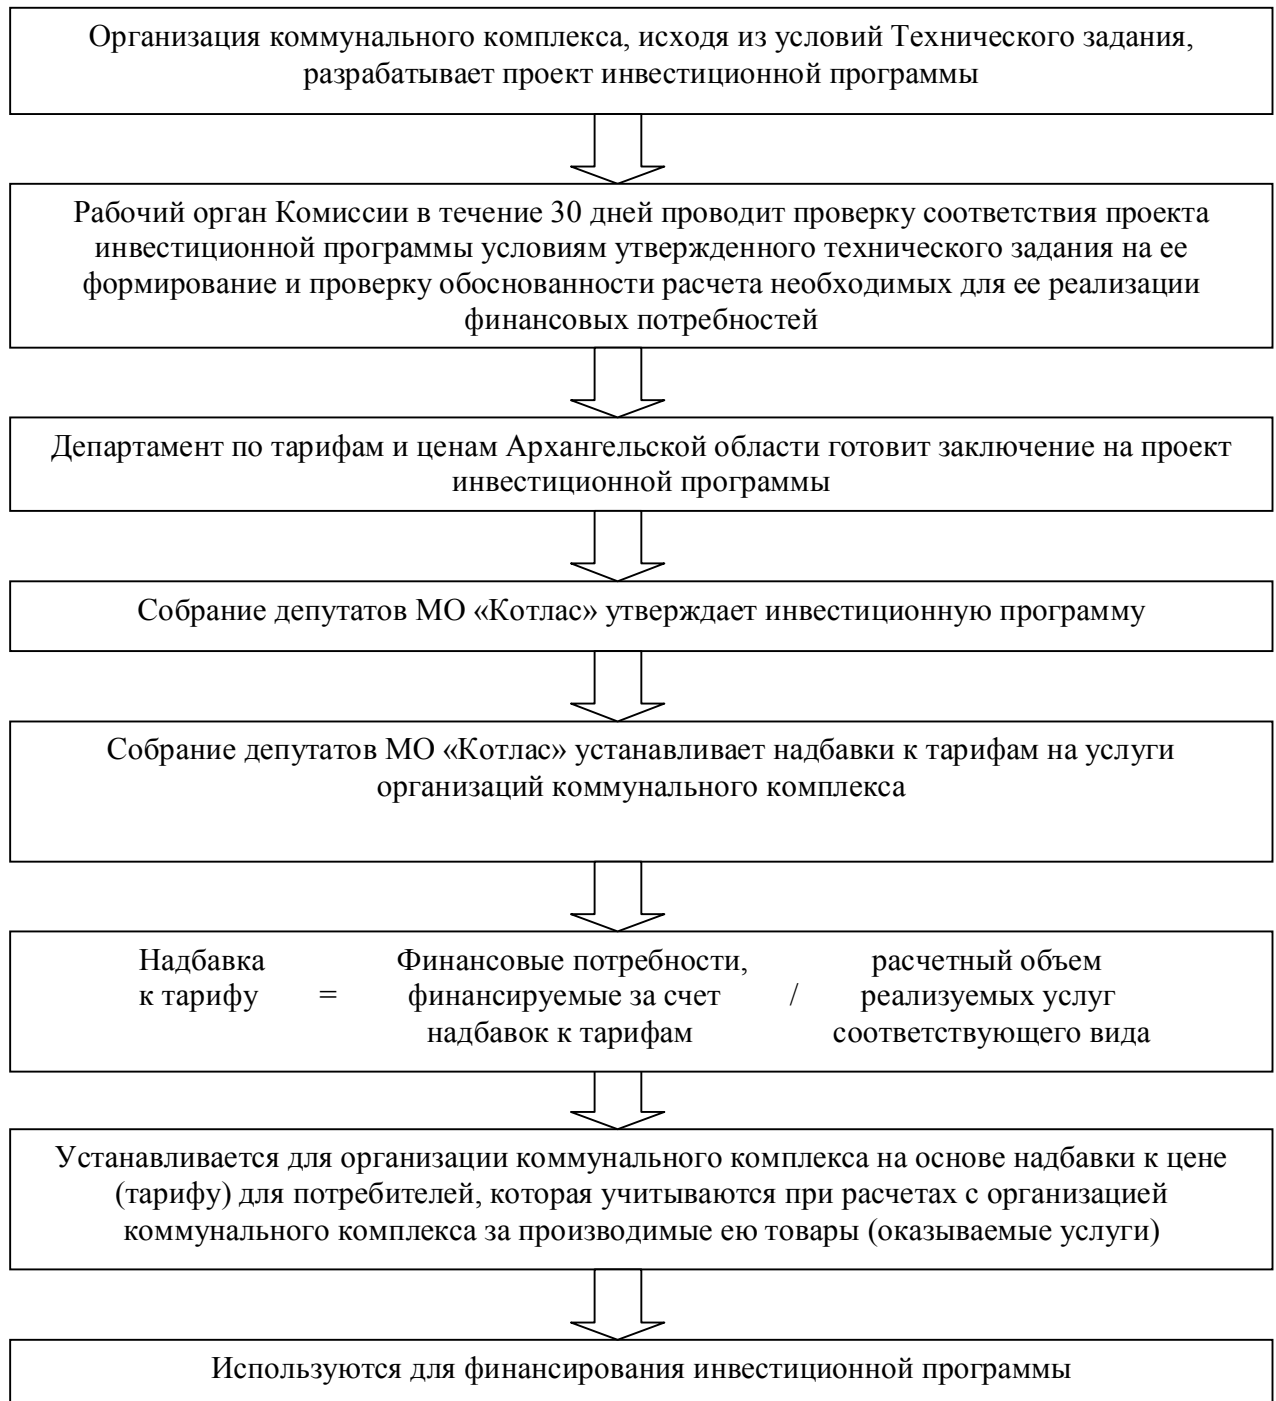 Организация коммунального комплекса, исходя из условий Технического задания,
разрабатывает проект инвестиционной программы
Рабочий орган Комиссии в течение 30 дней проводит проверку соответствия проекта
инвестиционной программы условиям утвержденного технического задания на ее
формирование и проверку обоснованности расчета необходимых для ее реализации
финансовых потребностей
Департамент по тарифам и ценам Архангельской области готовит заключение на проект
инвестиционной программы
Собрание депутатов МО «Котлас» утверждает инвестиционную программу
Собрание депутатов МО «Котлас» устанавливает надбавки к тарифам на услуги
организаций коммунального комплекса
Надбавка Финансовые потребности, расчетный объем
к тарифу = финансируемые за счет / реализуемых услуг
надбавок к тарифам соответствующего вида
Устанавливается для организации коммунального комплекса на основе надбавки к цене
(тарифу) для потребителей, которая учитываются при расчетах с организацией
коммунального комплекса за производимые ею товары (оказываемые услуги)
Используются для финансирования инвестиционной программы